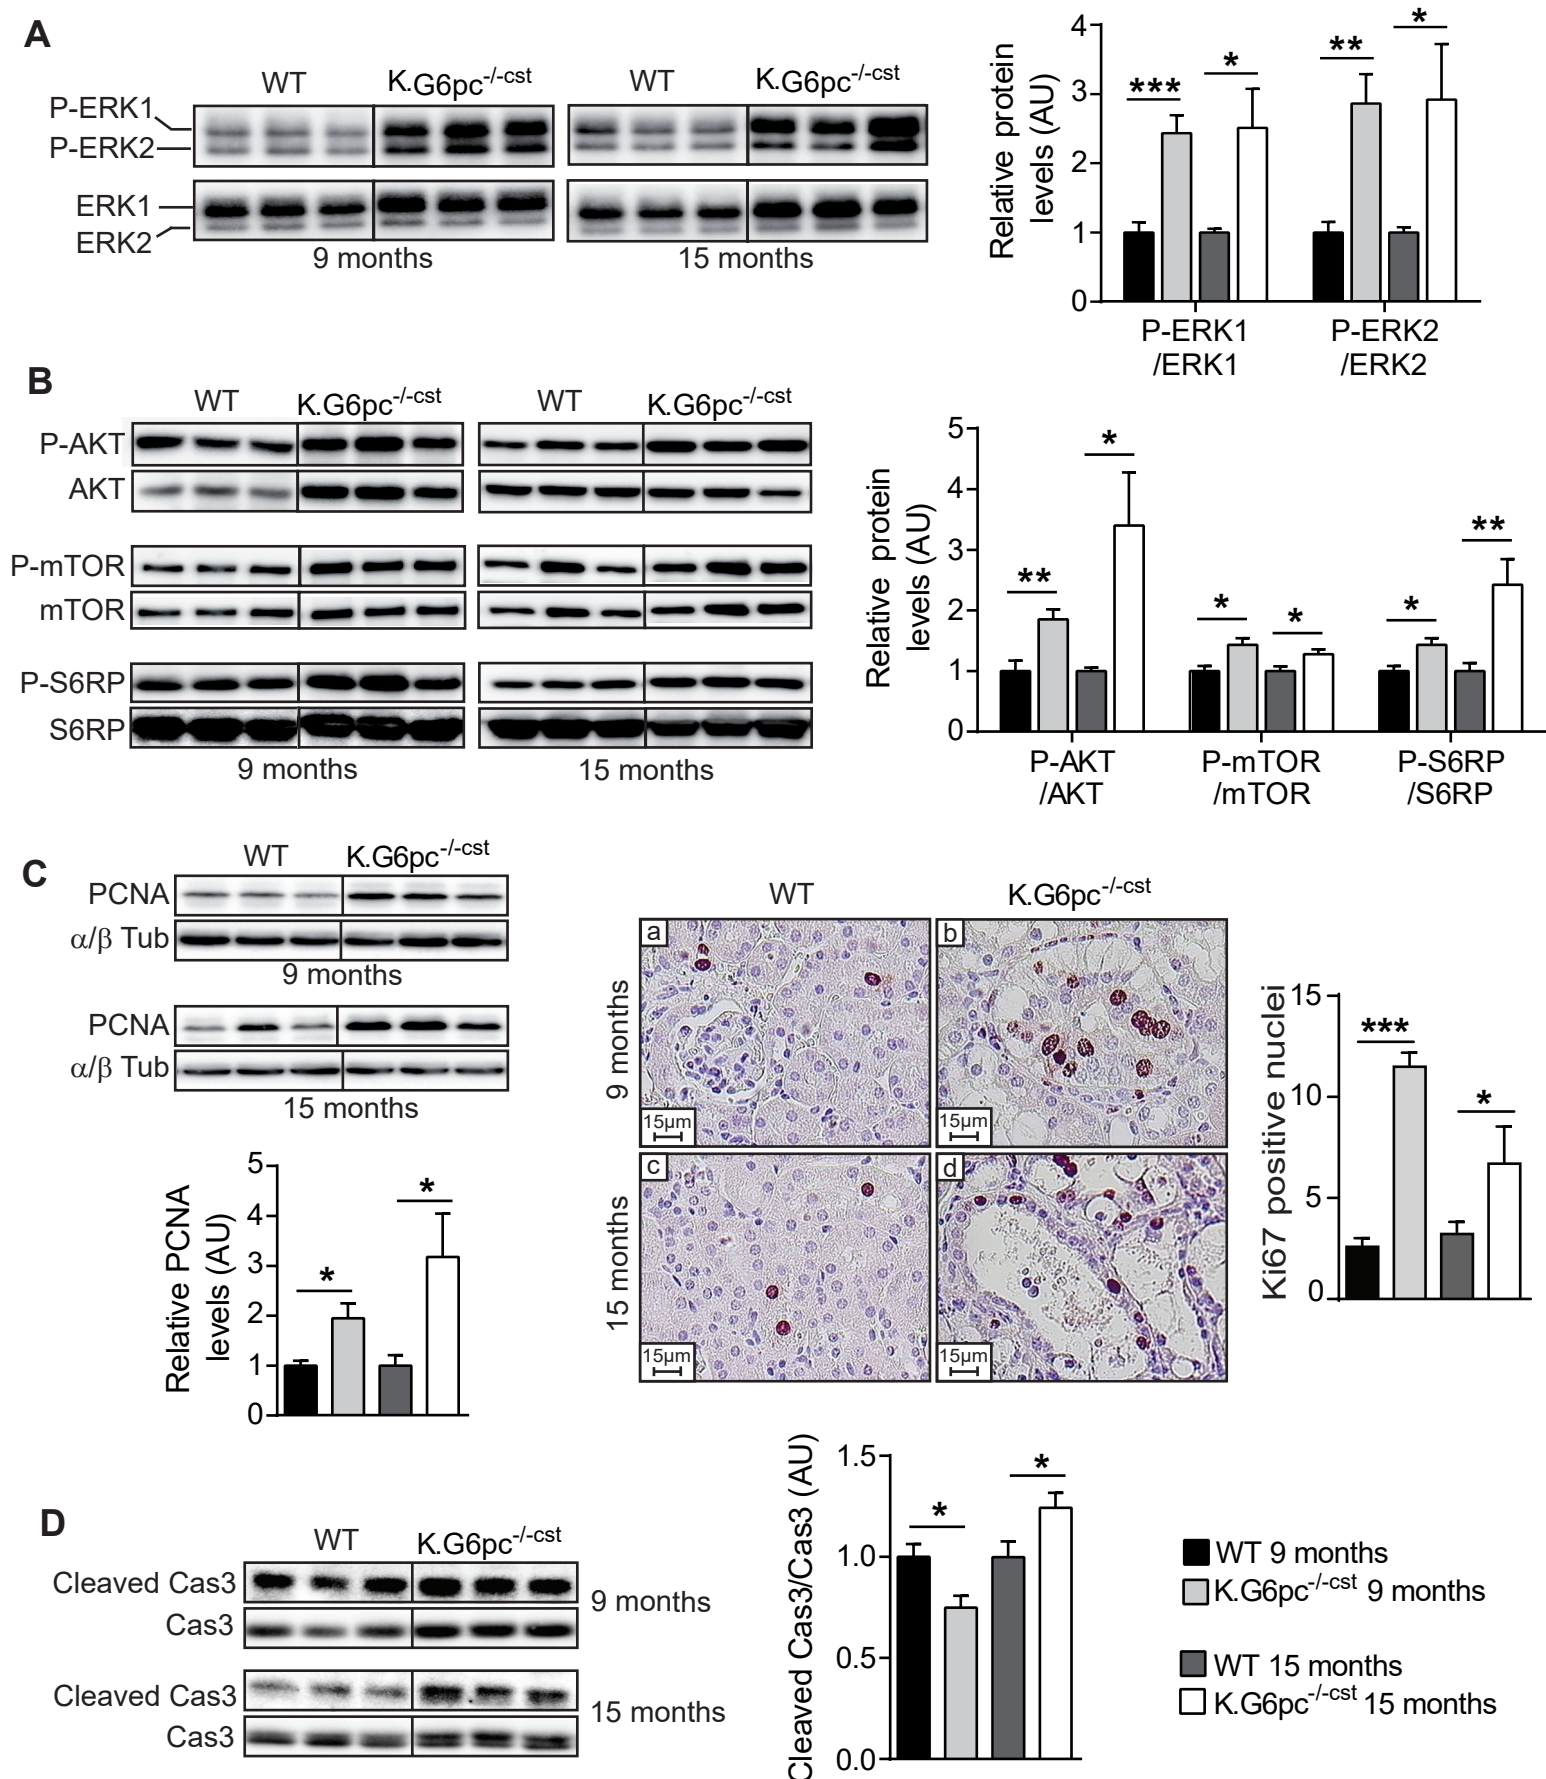 A
WT K.G6pc-/-cst WT K.G6pc-/-cst
P-ERK1
P-ERK2
ERK1
ERK2
9 months 15 months
Relative protein
levels (AU)
4
3
2
1
0
*** * ** *
P-ERK1
/ERK1
P-ERK2
/ERK2
B
WT K.G6pc-/-cst WT K.G6pc-/-cst
P-AKT
AKT
P-mTOR
mTOR
P-S6RP
S6RP
9 months 15 months
Relative protein
levels (AU)
5
4
3
2
1
0
** * * * * **
P-AKT
/AKT
P-mTOR
/mTOR
P-S6RP
/S6RP
C
WT K.G6pc-/-cst
PCNA
α/β Tub
9 months
PCNA
α/β Tub
15 months
Relative PCNA
levels (AU)
5
4
3
2
1
0
* *
WT K.G6pc-/-cst
9 months
15 months
a
15µm
b
15µm
c
15µm
d
15µm
Ki67 positive nuclei
15
10
5
0
*** *
D
WT K.G6pc-/-cst
Cleaved Cas3
Cas3
9 months
Cleaved Cas3
Cas3
15 months
Cleaved Cas3/Cas3 (AU)
1.5
1.0
0.5
0.0
* *
WT 9 months
K.G6pc-/-cst 9 months
WT 15 months
K.G6pc-/-cst 15 months